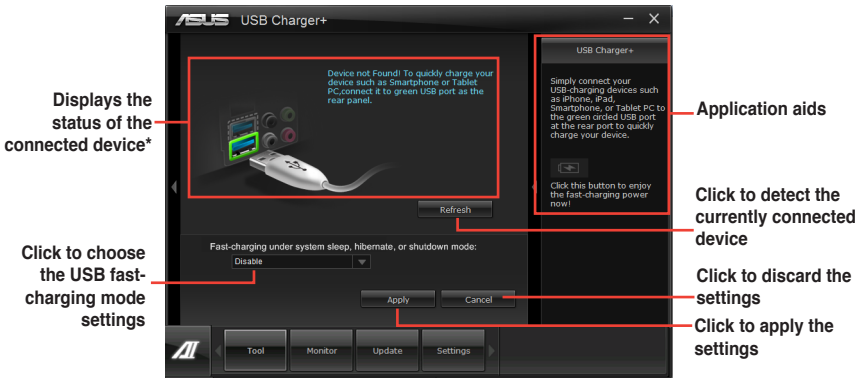 ASUS USB Charger+
Displays the
status of the
connected device*
Device not Found! To quickly charge your
device such as Smartphone or Tablet
PC,connect it to green USB port as the
rear panel.
USB Charger+
Simply connect your
USB-charging devices such
as iPhone, iPad,
Smartphone, or Tablet PC to
the green circled USB port
at the rear port to quickly
charge your device.
Click this button to enjoy
the fast-charging power
now!
Application aids
Refresh
Click to detect the
currently connected
device
Click to choose
the USB fast-
charging mode
settings
Fast-charging under system sleep, hibernate, or shutdown mode:
Disable
Apply
Cancel
Click to discard the
settings
Click to apply the
settings
Tool
Monitor
Update
Settings